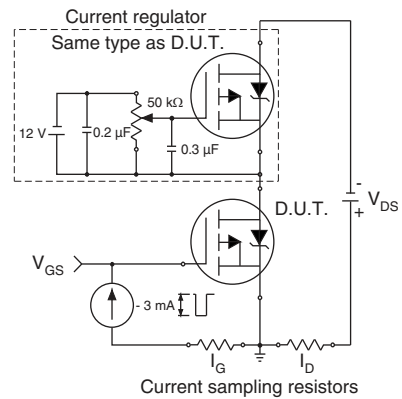 Current regulator
Same type as D.U.T.
50 kΩ
12 V
0.2 µF
0.3 µF
-
+
V_DS
D.U.T.
V_GS
- 3 mA
I_G
I_D
Current sampling resistors